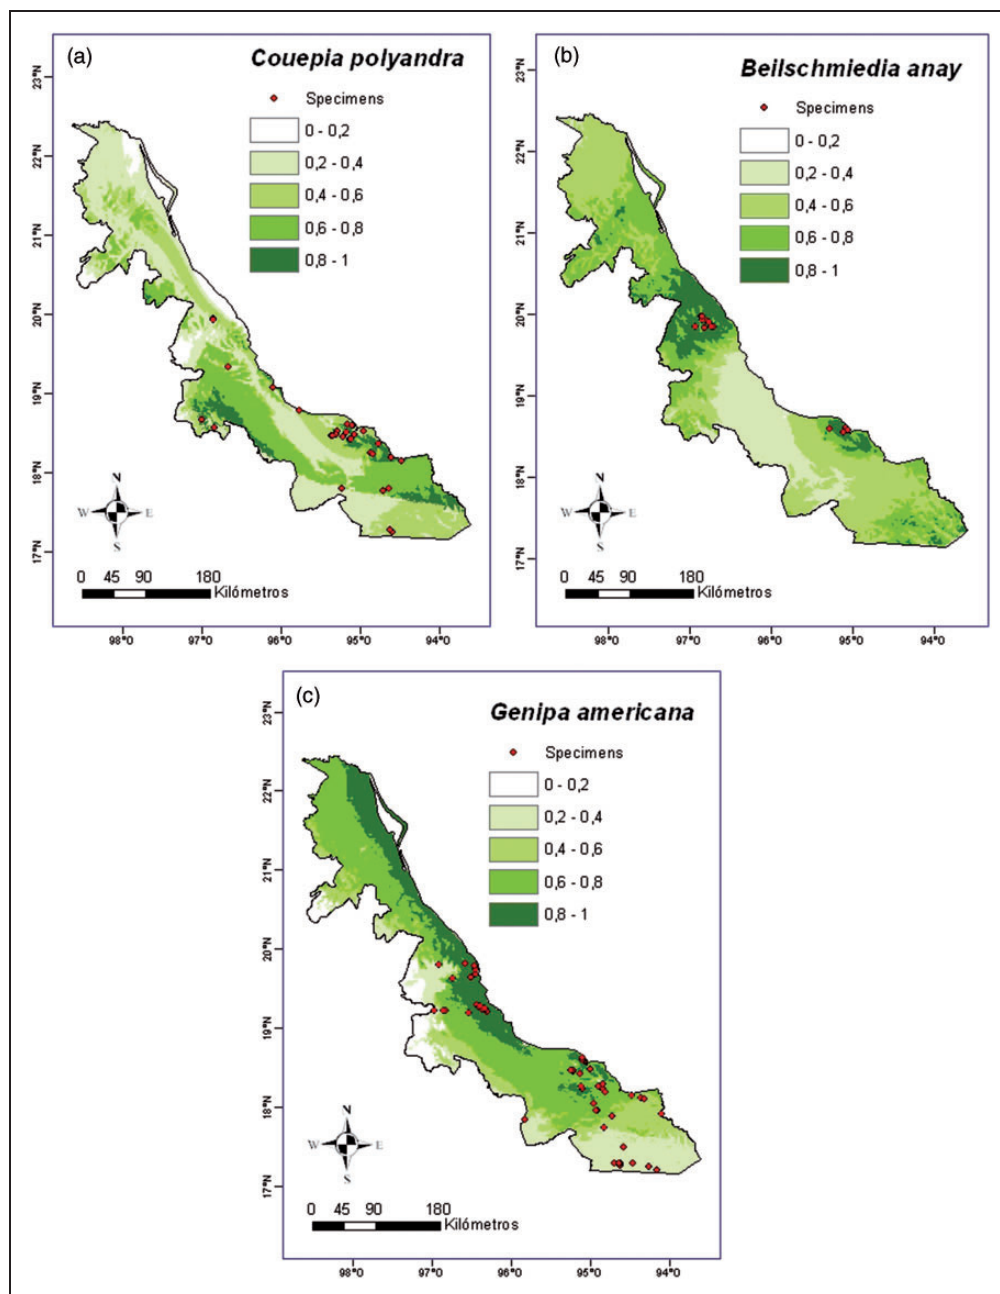 (a)
Couepia polyandra
Specimens
0 - 0,2
0,2 - 0,4
0,4 - 0,6
0,6 - 0,8
0,8 - 1
23°N
22°N
21°N
20°N
19°N
18°N
17°N
N
W E
S
0 45 90 180
Kilómetros
98°0 97°0 96°0 95°0 94°0
(b)
Beilschmiedia anay
Specimens
0 - 0,2
0,2 - 0,4
0,4 - 0,6
0,6 - 0,8
0,8 - 1
23°N
22°N
21°N
20°N
19°N
18°N
17°N
N
W E
S
0 45 90 180
Kilómetros
98°0 97°0 96°0 95°0 94°0
(c)
Genipa americana
Specimens
0 - 0,2
0,2 - 0,4
0,4 - 0,6
0,6 - 0,8
0,8 - 1
23°N
22°N
21°N
20°N
19°N
18°N
17°N
N
W E
S
0 45 90 180
Kilómetros
98°0 97°0 96°0 95°0 94°0